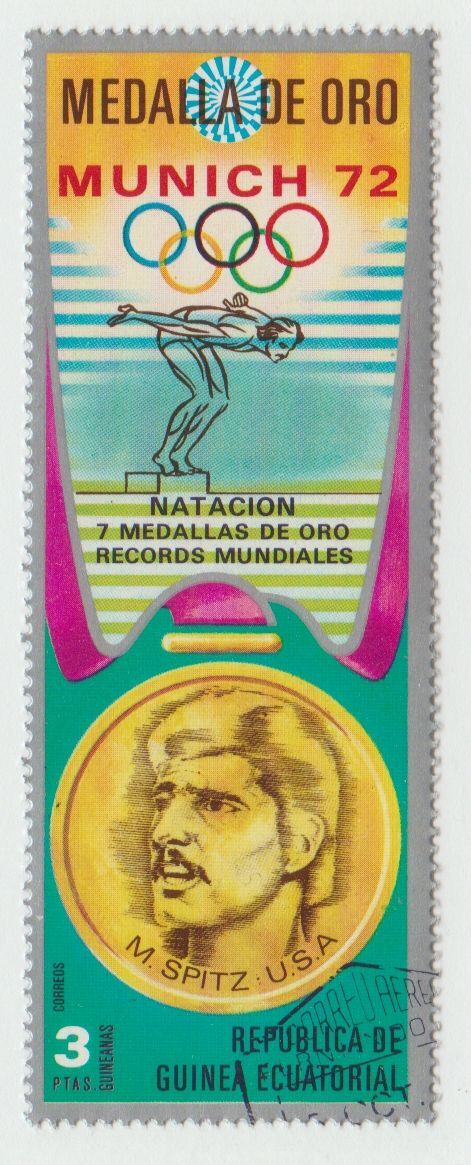 MEDALLA DE ORO
MUNICH 72
NATACION
7 MEDALLAS DE ORO
RECORDS MUNDIALES
M. SPITZ : U.S.A
CORREOS
3
PTAS.
GUINEANAS
REPUBLICA DE
GUINEA ECUATORIAL